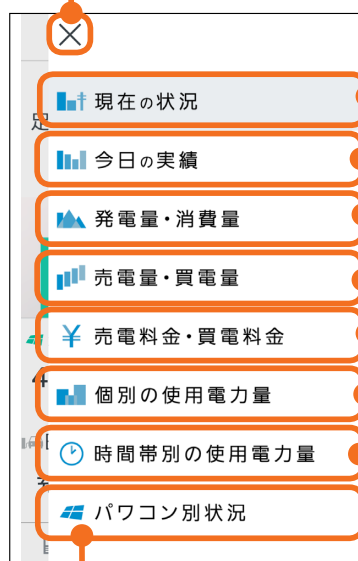 現在の状況
今日の実績
発電量・消費量
売電量・買電量
売電料金・買電料金
個別の使用電力量
時間帯別の使用電力量
パワコン別状況
定
4